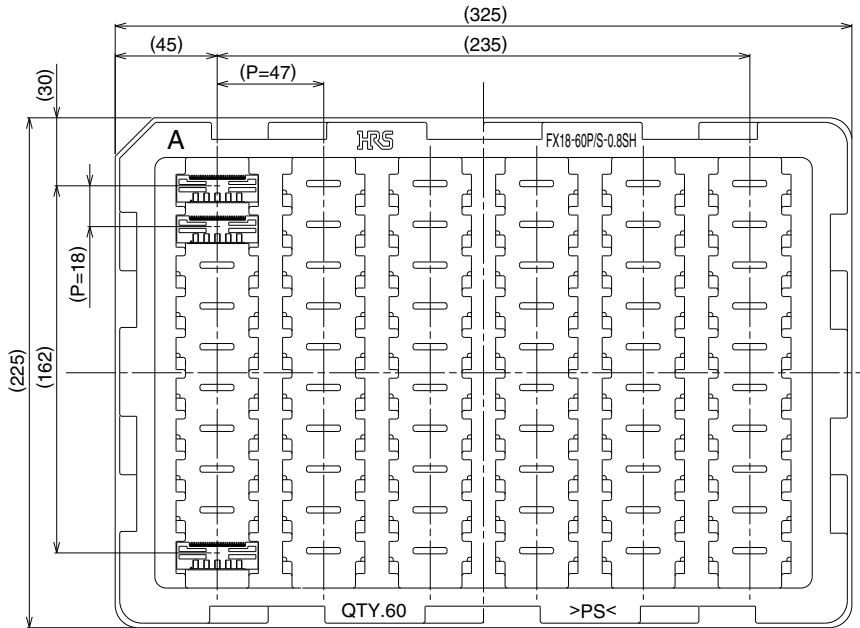 (325)
(45)
(235)
(P=47)
(30)
A
HRS
FX18-60P/S-0.8SH
(P=18)
(162)
(225)
QTY.60
>PS<